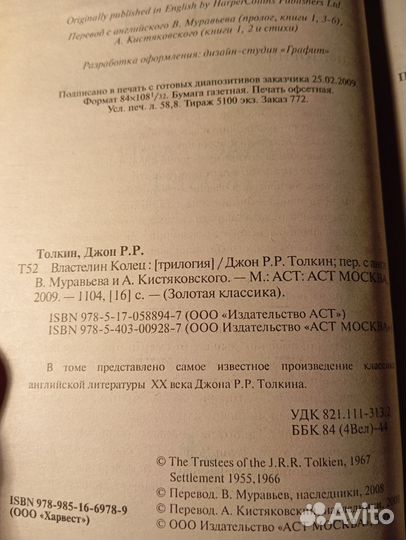 Originally published in English by HarperCollins Publishers Ltd.
Перевод с английского В. Муравьева (пролог, книги 1, 3-6),
А. Кистяковского (книги 1, 2 и стихи)
Разработка оформления: дизайн-студия «Графит»
Подписано в печать с готовых диапозитивов заказчика 25.02.2009.
Формат 84×108¹/32. Бумага газетная. Печать офсетная.
Усл. печ. л. 58,8. Тираж 5100 экз. Заказ 772.
Толкин, Джон Р.Р.
Т52 Властелин Колец : [трилогия] / Джон Р.Р. Толкин; пер. с англ.
В. Муравьева и А. Кистяковского. — М.: АСТ: АСТ МОСКВА,
2009. — 1104, [16] с. — (Золотая классика).
ISBN 978-5-17-058894-7 (ООО «Издательство АСТ»)
ISBN 978-5-403-00928-7 (ООО Издательство «АСТ МОСКВА»
В томе представлено самое известное произведение классика
английской литературы XX века Джона Р.Р. Толкина.
УДК 821.111-313.2
ББК 84 (4Вел)-44
© The Trustees of the J.R.R. Tolkien, 1967
Settlement 1955,1966
© Перевод. В. Муравьев, наследники, 2008
© Перевод. А. Кистяковский, наследники, 2008
© ООО Издательство «АСТ МОСКВА»
ISBN 978-985-16-6978-9
(ООО «Харвест»)
Avito